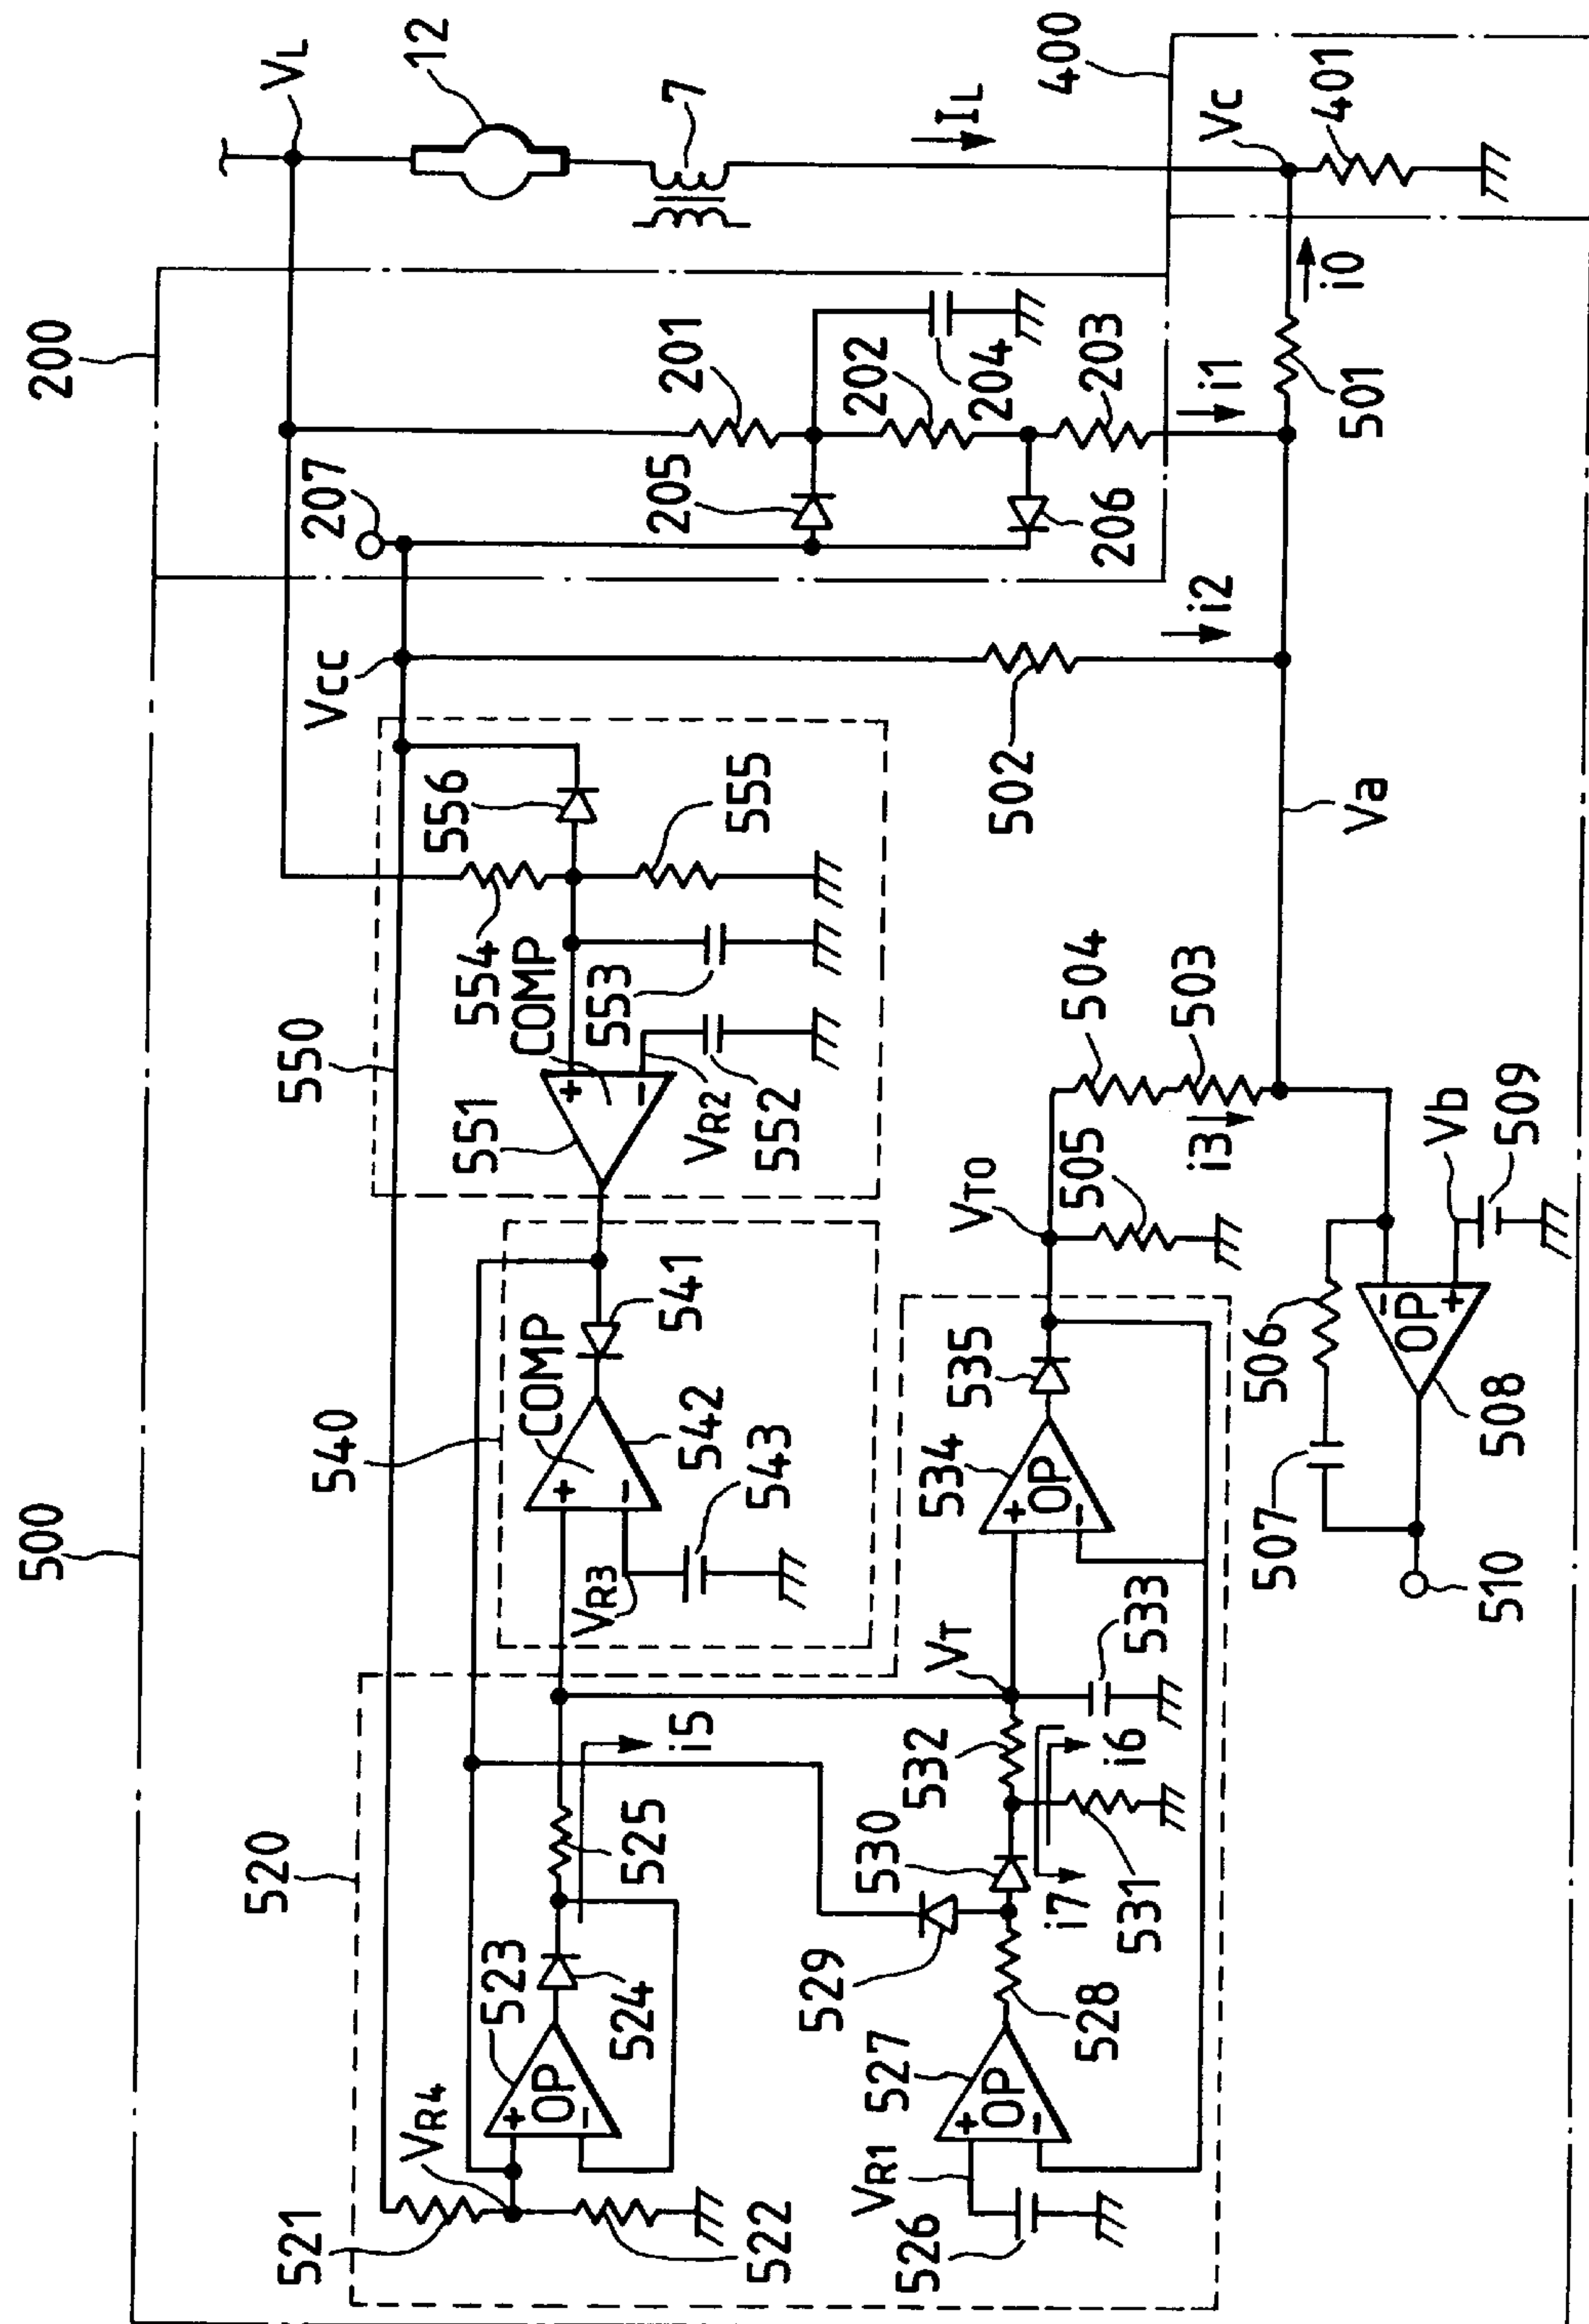 500
200
400
520
540
550
VL
12
7
IL
Vc
401
i0
501
207
205
201
202
204
203
206
i1
Vcc
i2
502
Va
556
554
555
COMP
553
551
VR2
552
COMP
541
542
VR3
543
504
503
i3
VT0
505
Vb
509
506
OP
508
507
510
534
OP
535
VT
533
532
i6
i7
i5
525
530
531
529
528
523
OP
524
VR4
521
522
527
OP
VR1
526
+
−
+
−
+
−
+
−
+
−
−
+